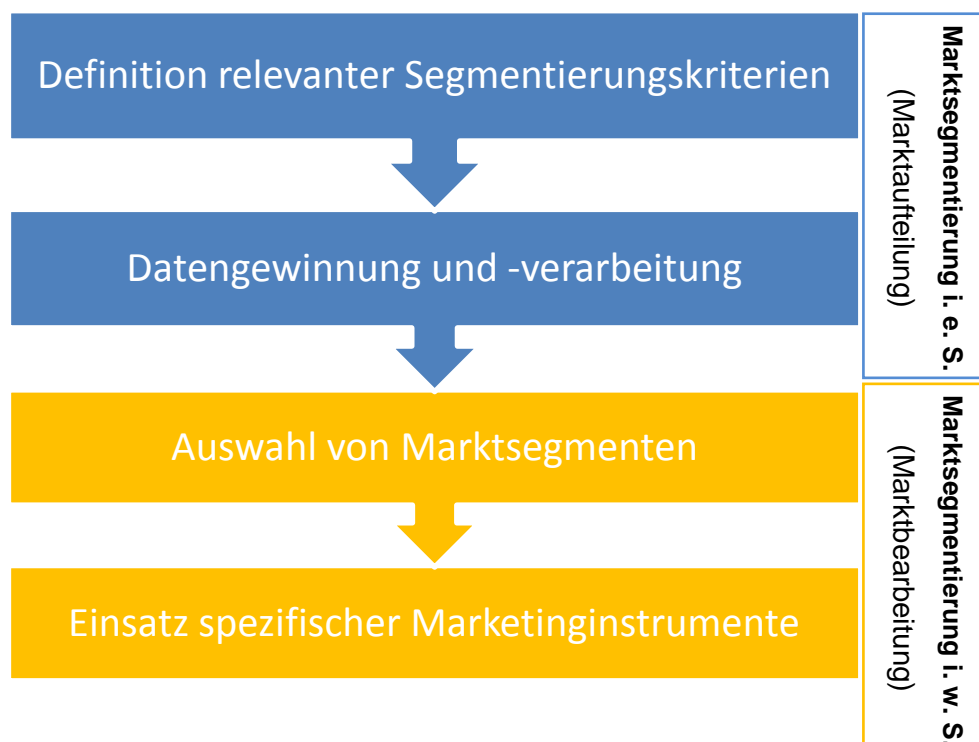 Definition relevanter Segmentierungskriterien
Datengewinnung und -verarbeitung
Auswahl von Marktsegmenten
Einsatz spezifischer Marketinginstrumente
Marktsegmentierung i. e. S.
(Marktaufteilung)
Marktsegmentierung i. w. S.
(Marktbearbeitung)